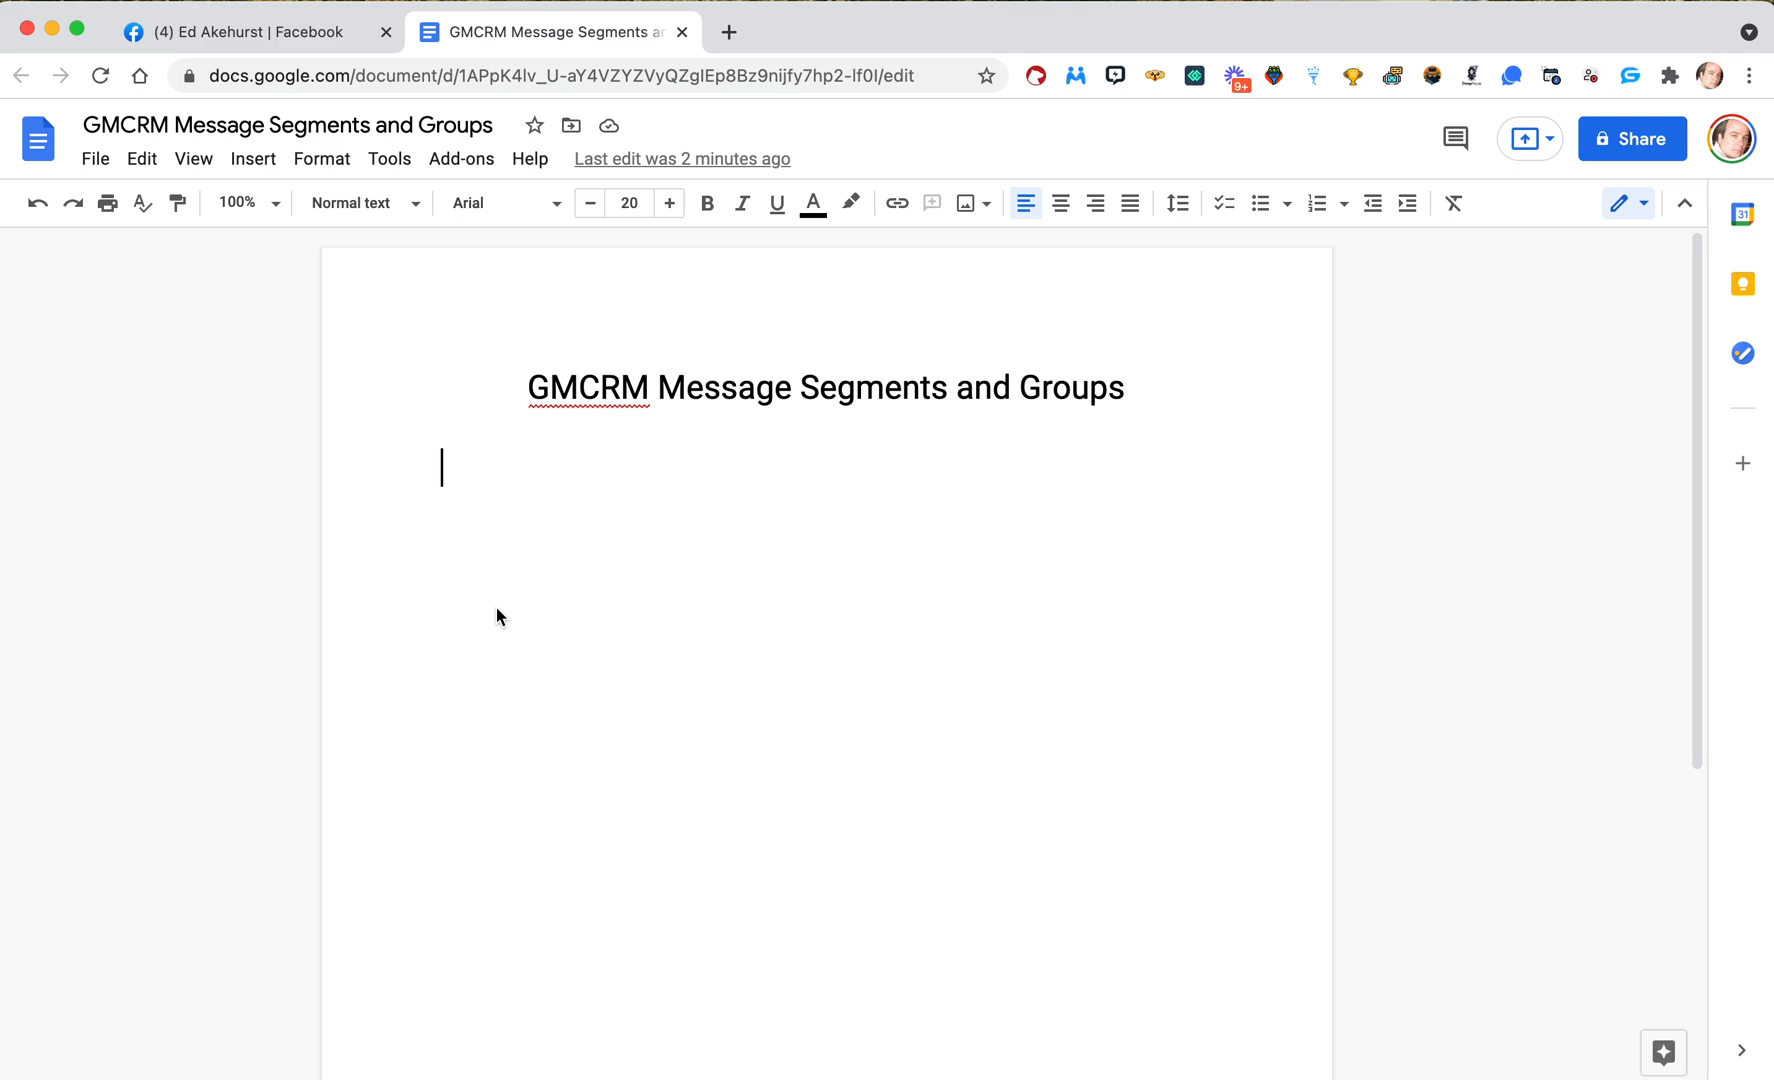 (4) Ed Akehurst | Facebook
GMCRM Message Segments ar
docs.google.com/document/d/1APpK4lv_U-aY4VZYZVyQZgIEp8Bz9nijfy7hp2-lf0I/edit
9+
GMCRM Message Segments and Groups
File Edit View Insert Format Tools Add-ons Help Last edit was 2 minutes ago
Share
100% Normal text Arial 20 B I U A
31
GMCRM Message Segments and Groups